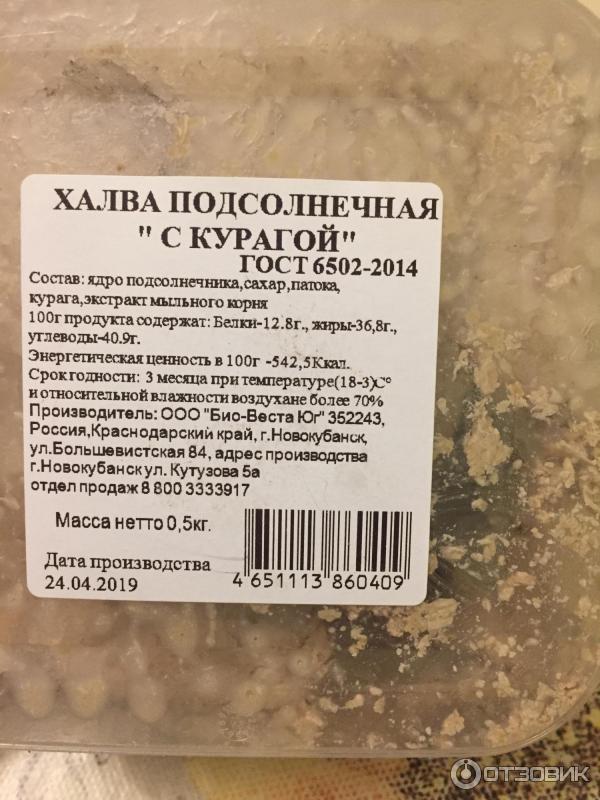 ХАЛВА ПОДСОЛНЕЧНАЯ
" С КУРАГОЙ"
ГОСТ 6502-2014
Состав: ядро подсолнечника,сахар,патока,
курага,экстракт мыльного корня
100г продукта содержат: Белки-12.8г., жиры-36,8г.,
углеводы-40.9г.
Энергетическая ценность в 100г -542,5Ккал.
Срок годности: 3 месяца при температуре(18-3)С°
и относительной влажности воздухане более 70%
Производитель: ООО "Био-Веста Юг" 352243,
Россия,Краснодарский край, г.Новокубанск,
ул.Большевистская 84, адрес производства
г.Новокубанск ул. Кутузова 5а
отдел продаж 8 800 3333917
Масса нетто 0,5кг.
Дата производства
24.04.2019
4 651113 860409
ОТЗОВИК